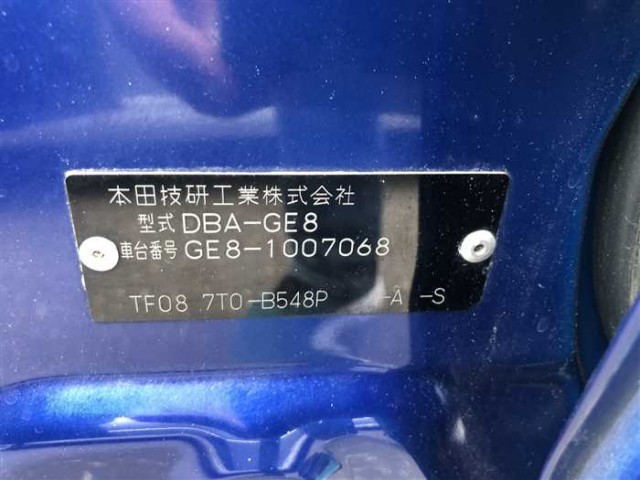 本田技研工業株式会社
型式 DBA-GE8
車台番号 GE8-1007068
TF08 7T0-B548P -A -S